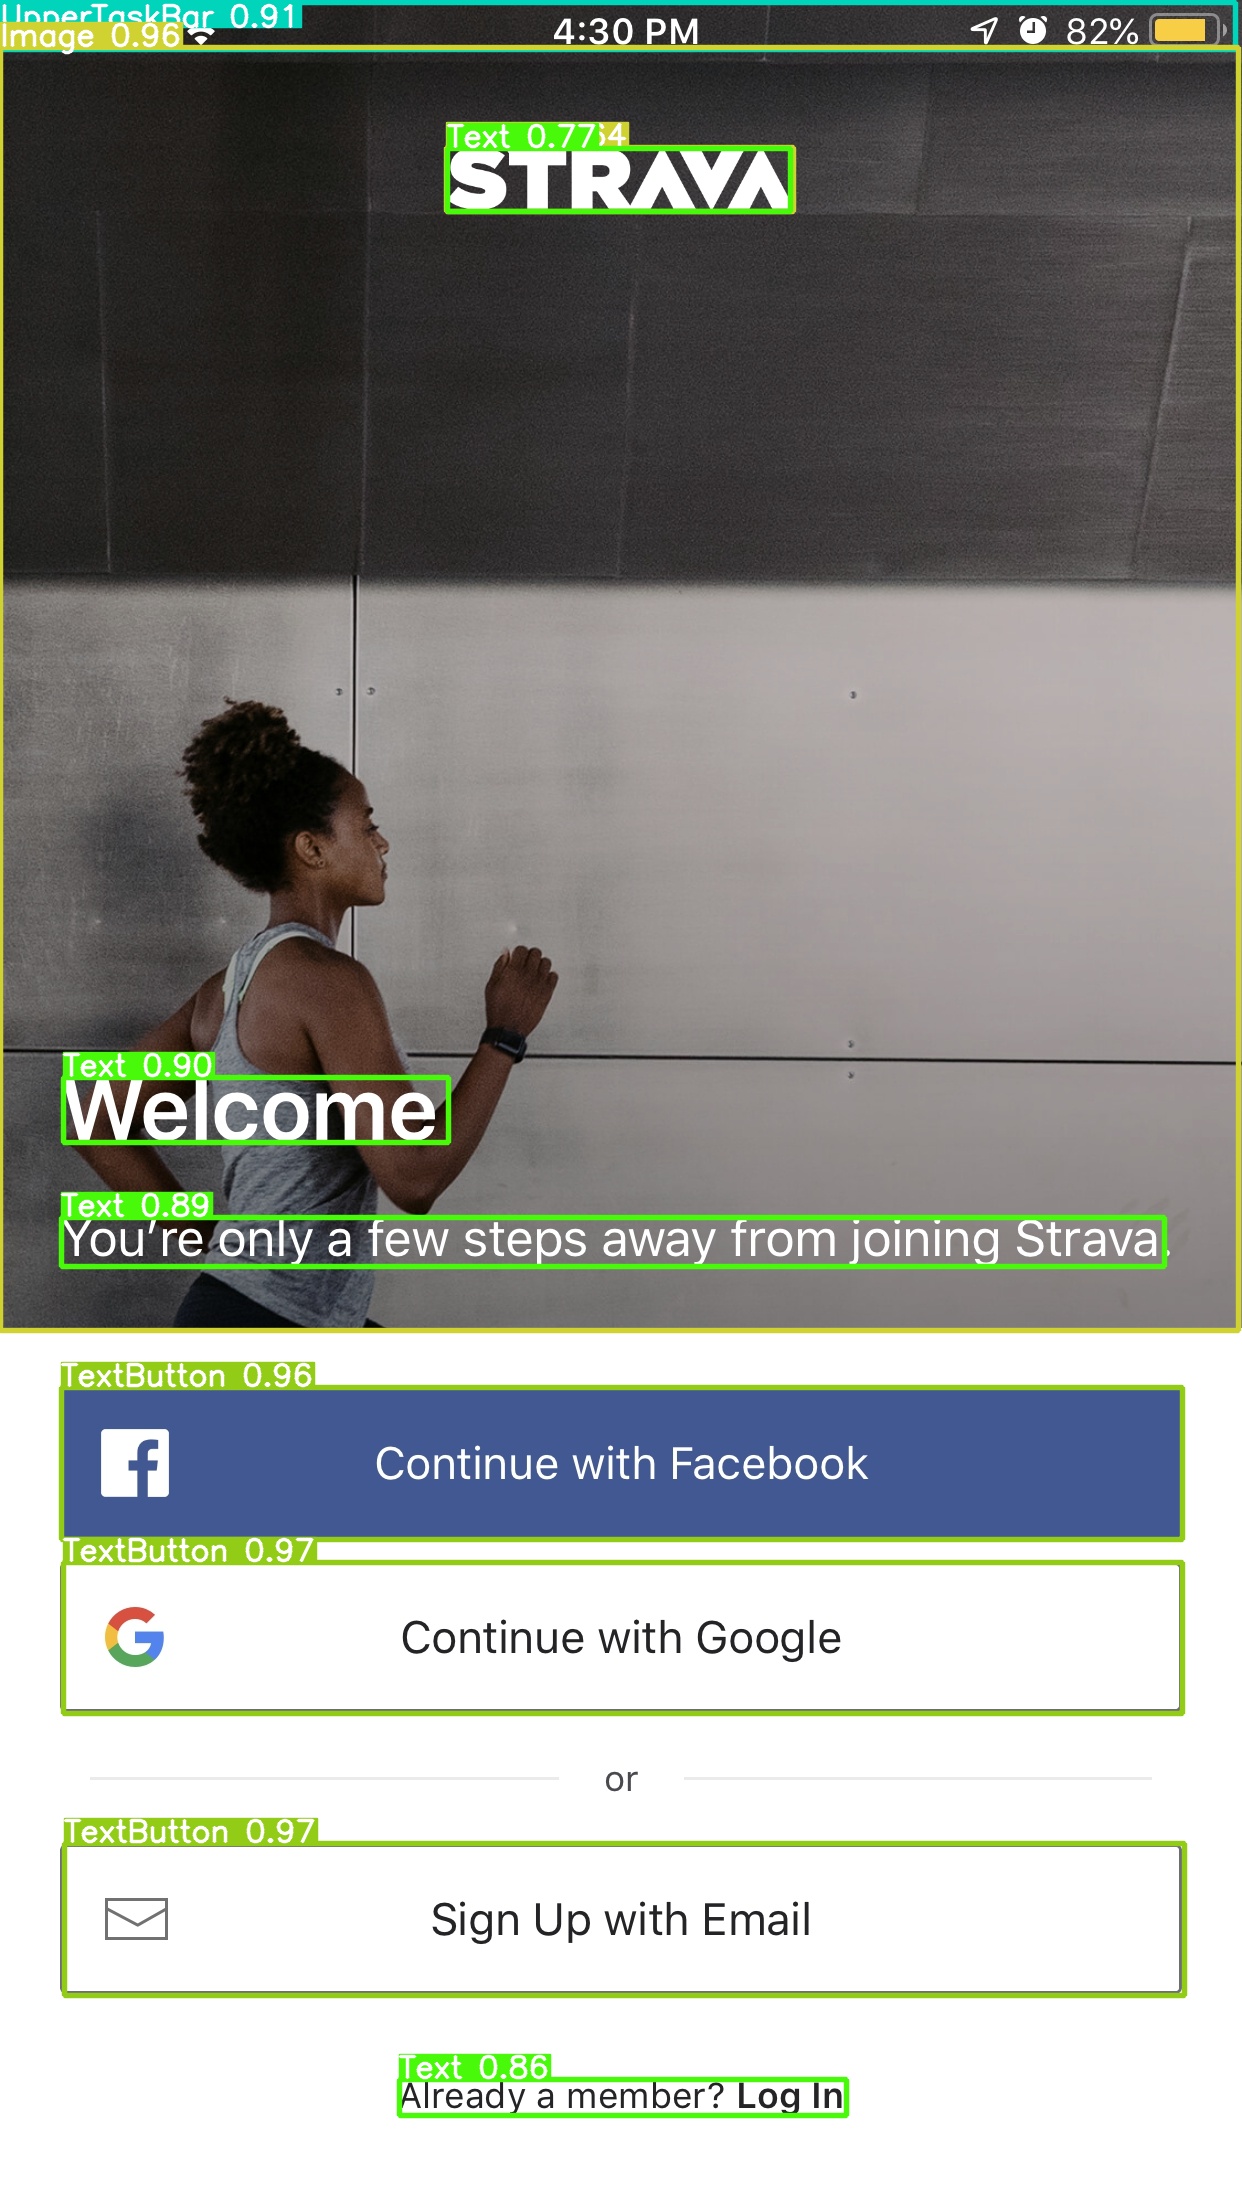 UpperTaskBar 0.91
Image 0.96
4:30 PM
82%
Text 0.77
STRAVA
Text 0.90
Welcome
Text 0.89
You’re only a few steps away from joining Strava.
TextButton 0.96
Continue with Facebook
TextButton 0.97
Continue with Google
or
TextButton 0.97
Sign Up with Email
Text 0.86
Already a member? Log In